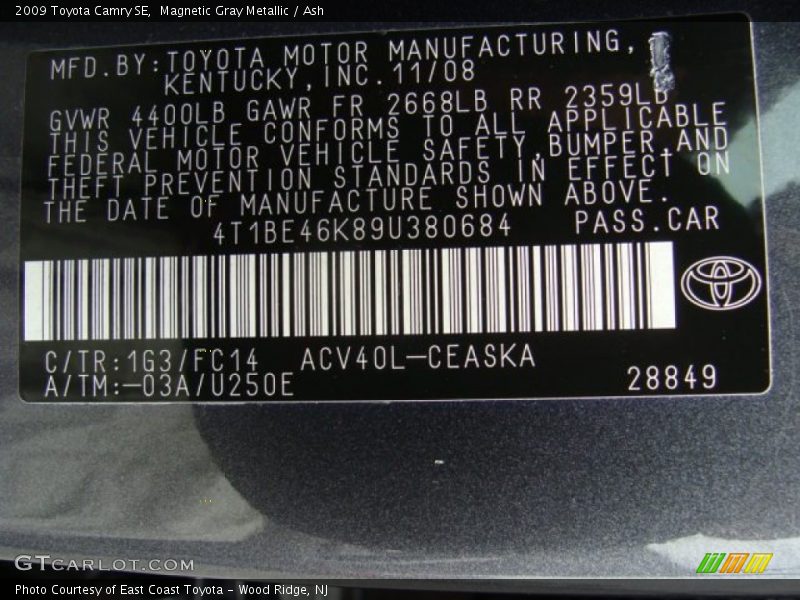 2009 Toyota Camry SE,  Magnetic Gray Metallic / Ash
MFD.BY:TOYOTA MOTOR MANUFACTURING,
KENTUCKY,INC.11/08
GVWR 4400LB GAWR FR 2668LB RR 2359LB
THIS VEHICLE CONFORMS TO ALL APPLICABLE
FEDERAL MOTOR VEHICLE SAFETY,BUMPER,AND
THEFT PREVENTION STANDARDS IN EFFECT ON
THE DATE OF MANUFACTURE SHOWN ABOVE.
4T1BE46K89U380684 PASS.CAR
C/TR:1G3/FC14 ACV40L-CEASKA
A/TM:-03A/U250E 28849
GTCARLOT.COM
Photo Courtesy of East Coast Toyota - Wood Ridge, NJ